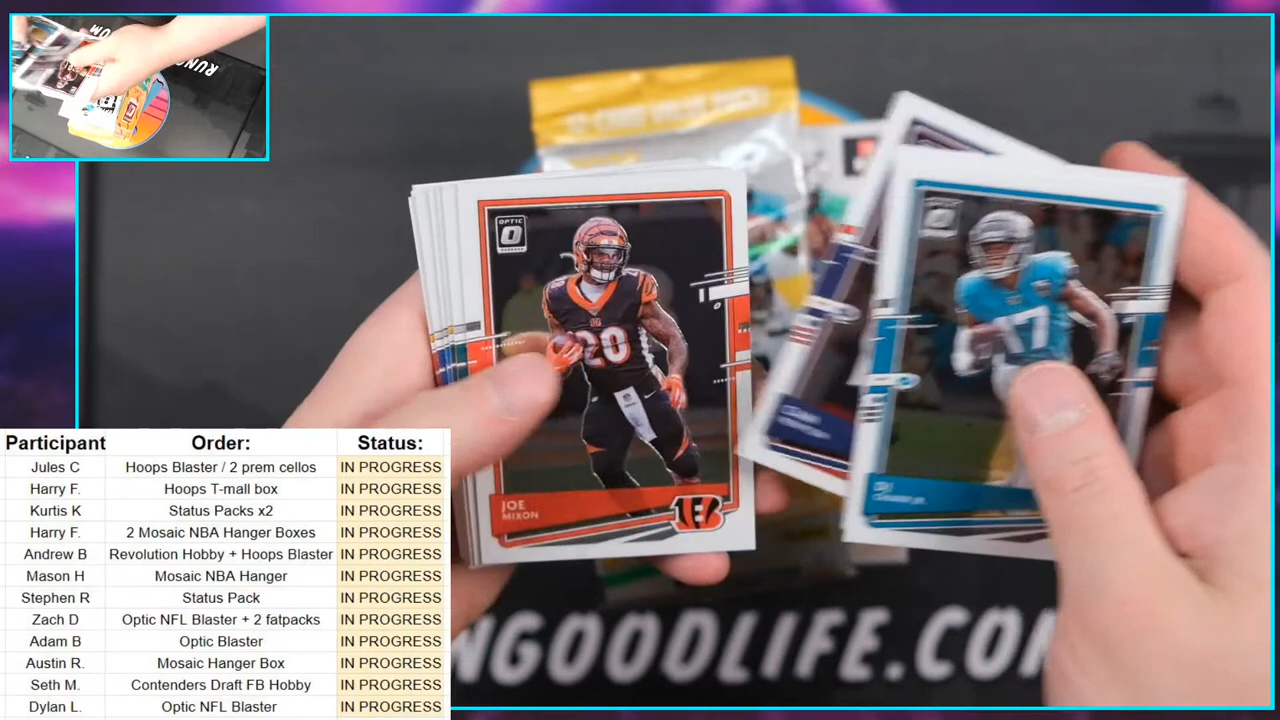 RUNGOOD
OPTIC
20
JOE
MIXON
17
Participant Order: Status:
Jules C Hoops Blaster / 2 prem cellos IN PROGRESS
Harry F. Hoops T-mall box IN PROGRESS
Kurtis K Status Packs x2 IN PROGRESS
Harry F. 2 Mosaic NBA Hanger Boxes IN PROGRESS
Andrew B Revolution Hobby + Hoops Blaster IN PROGRESS
Mason H Mosaic NBA Hanger IN PROGRESS
Stephen R Status Pack IN PROGRESS
Zach D Optic NFL Blaster + 2 fatpacks IN PROGRESS
Adam B Optic Blaster IN PROGRESS
Austin R. Mosaic Hanger Box IN PROGRESS
Seth M. Contenders Draft FB Hobby IN PROGRESS
Dylan L. Optic NFL Blaster IN PROGRESS
NGOODLIFE.COM